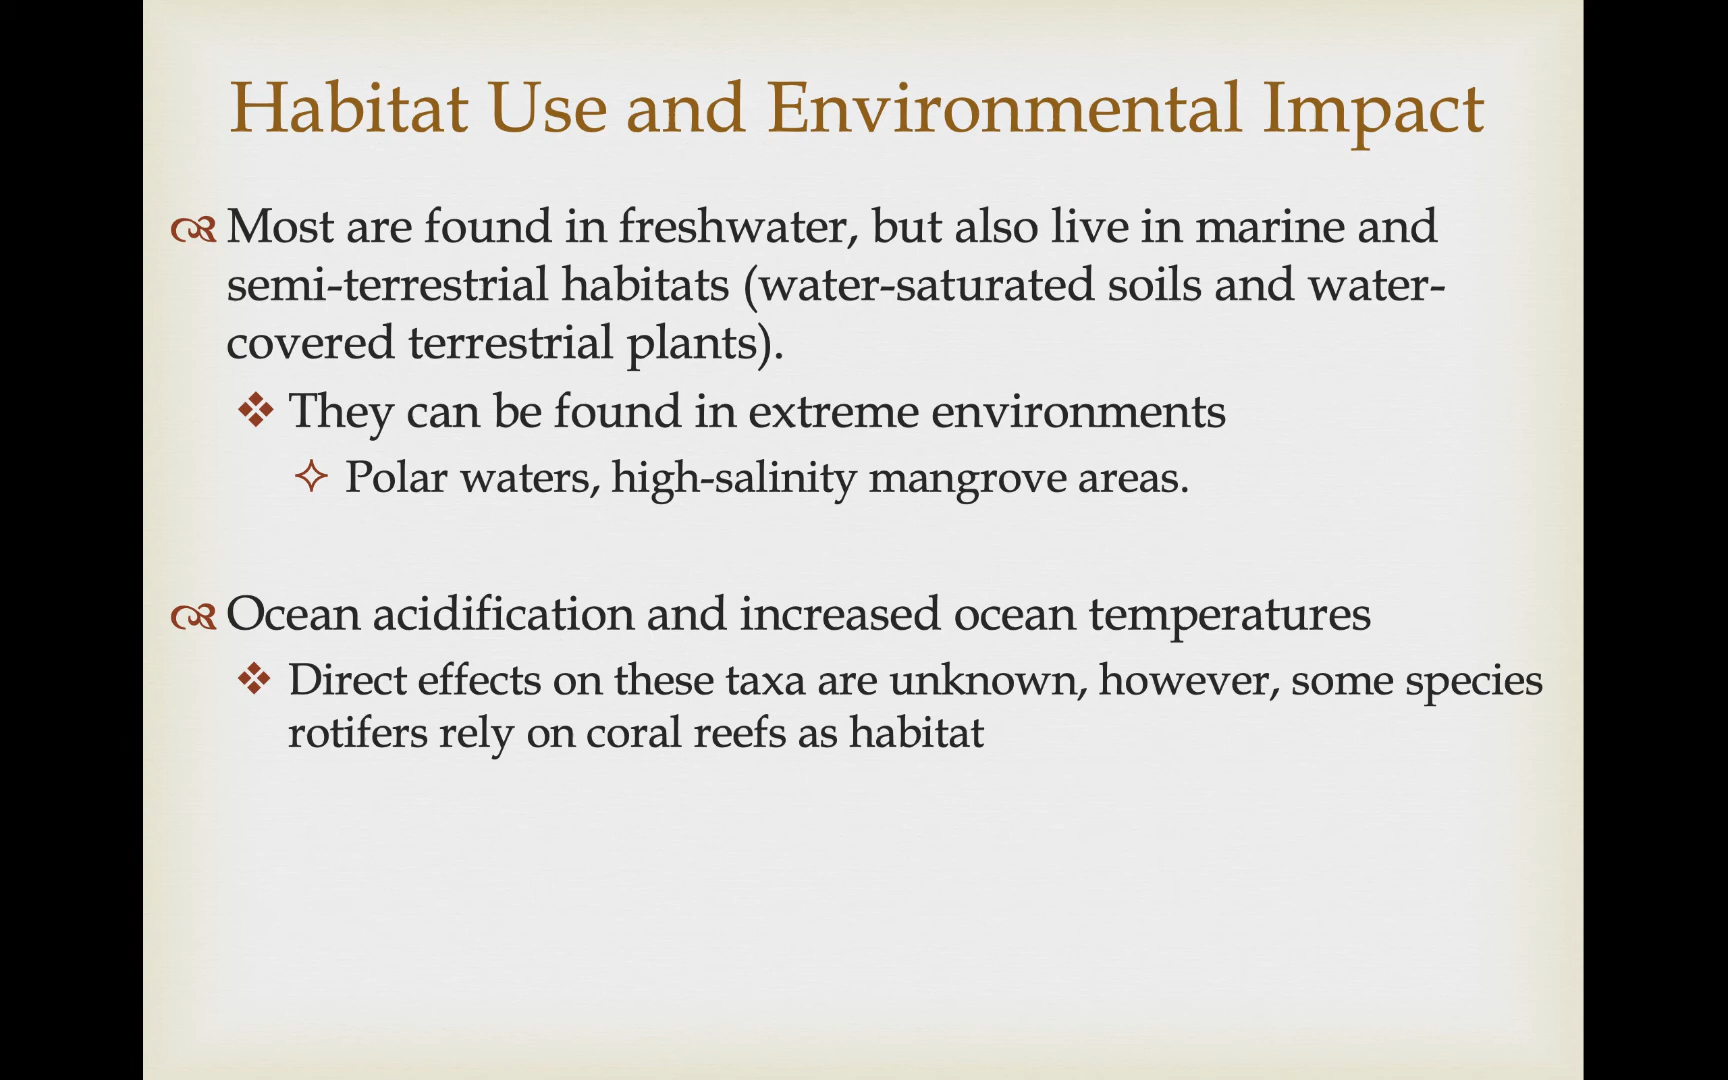 Habitat Use and Environmental Impact
Most are found in freshwater, but also live in marine and
semi-terrestrial habitats (water-saturated soils and water-
covered terrestrial plants).
They can be found in extreme environments
Polar waters, high-salinity mangrove areas.
Ocean acidification and increased ocean temperatures
Direct effects on these taxa are unknown, however, some species
rotifers rely on coral reefs as habitat